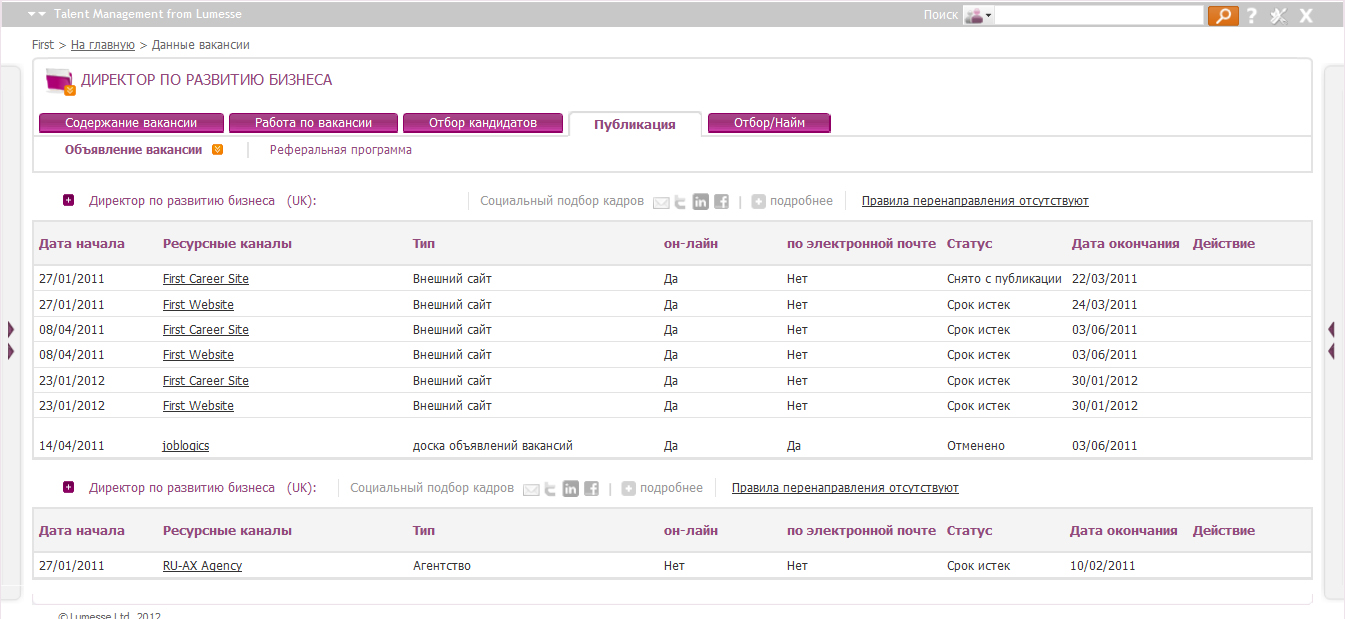 Talent Management from Lumesse Поиск
First > На главную > Данные вакансии
ДИРЕКТОР ПО РАЗВИТИЮ БИЗНЕСА
Содержание вакансии Работа по вакансии Отбор кандидатов Публикация Отбор/Найм
Объявление вакансии Реферальная программа
Директор по развитию бизнеса (UK): Социальный подбор кадров | подробнее Правила перенаправления отсутствуют
Дата начала Ресурсные каналы Тип он-лайн по электронной почте Статус Дата окончания Действие
27/01/2011 First Career Site Внешний сайт Да Нет Снято с публикации 22/03/2011
27/01/2011 First Website Внешний сайт Да Нет Срок истек 24/03/2011
08/04/2011 First Career Site Внешний сайт Да Нет Срок истек 03/06/2011
08/04/2011 First Website Внешний сайт Да Нет Срок истек 03/06/2011
23/01/2012 First Career Site Внешний сайт Да Нет Срок истек 30/01/2012
23/01/2012 First Website Внешний сайт Да Нет Срок истек 30/01/2012
14/04/2011 joblogics доска объявлений вакансий Да Да Отменено 03/06/2011
Директор по развитию бизнеса (UK): Социальный подбор кадров | подробнее Правила перенаправления отсутствуют
Дата начала Ресурсные каналы Тип он-лайн по электронной почте Статус Дата окончания Действие
27/01/2011 RU-AX Agency Агентство Нет Нет Срок истек 10/02/2011
© Lumesse Ltd. 2012